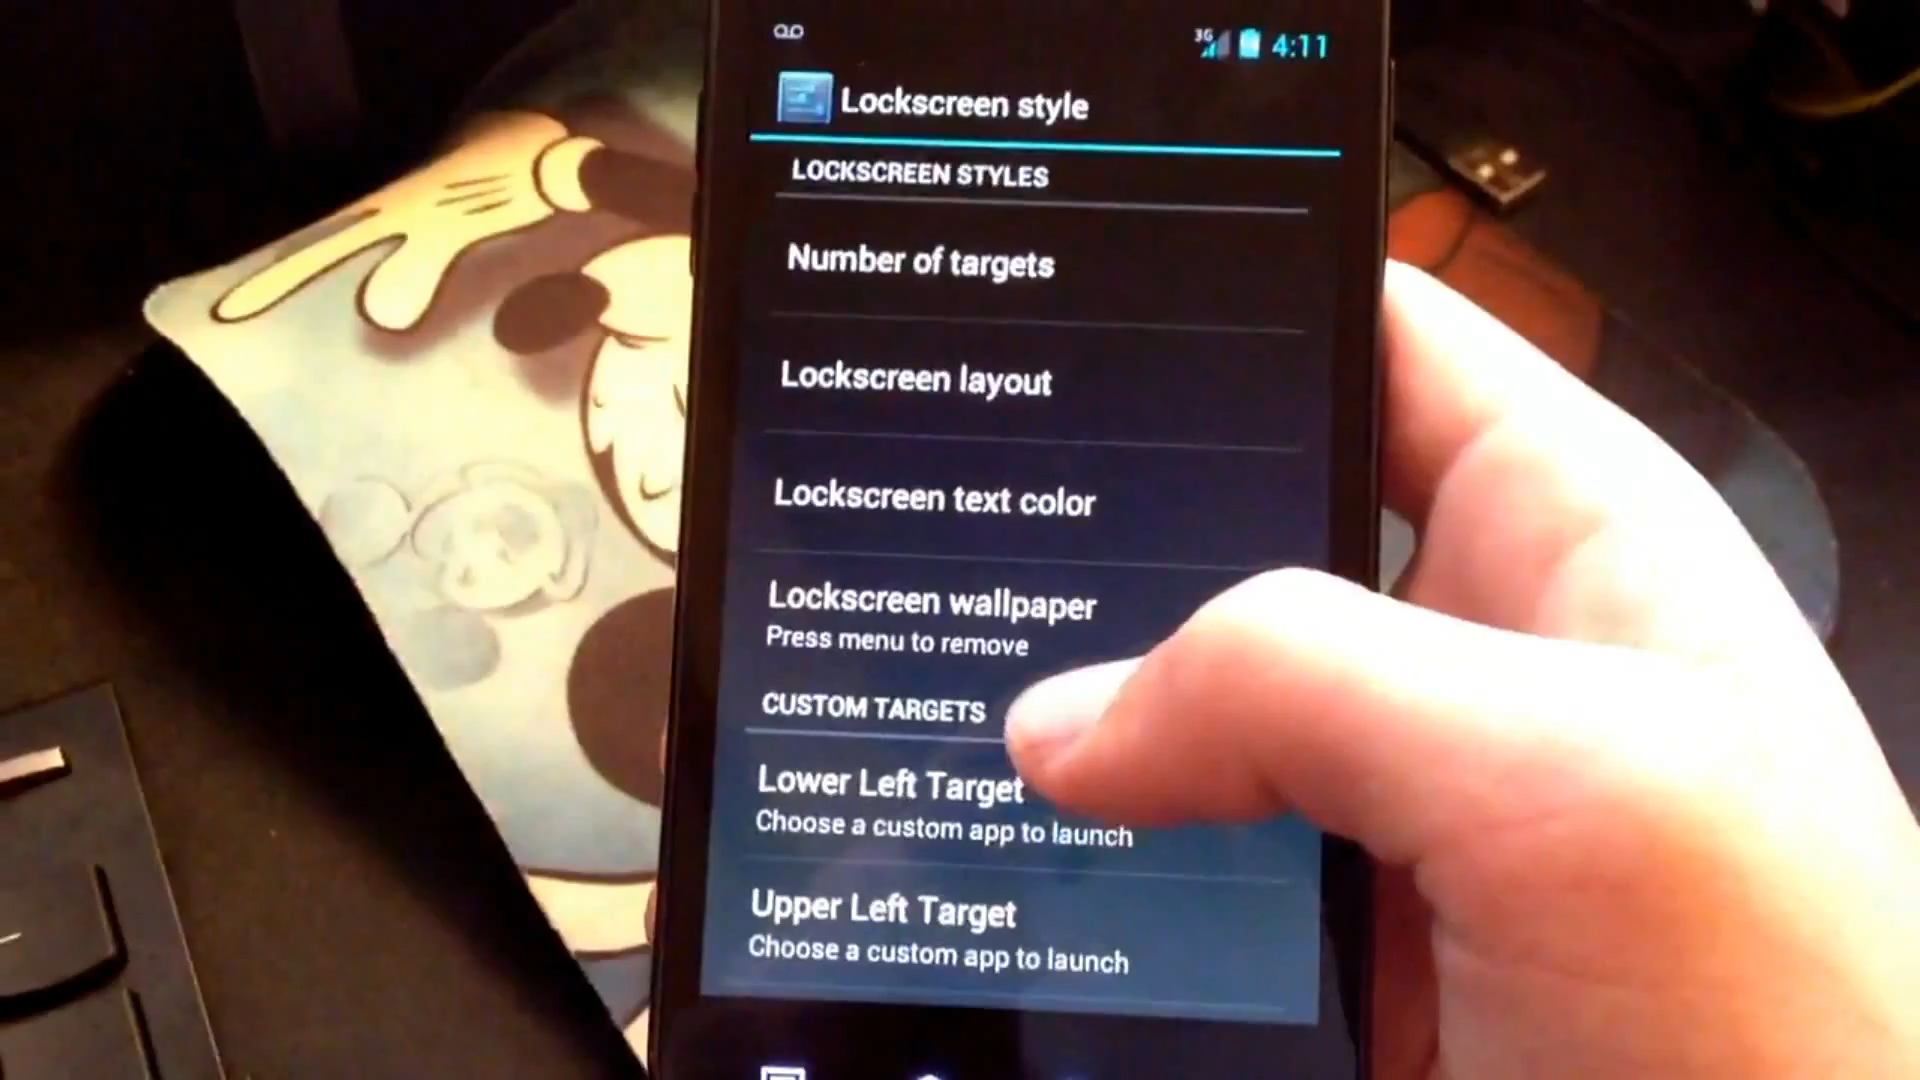 3G 4:11
Lockscreen style
LOCKSCREEN STYLES
Number of targets
Lockscreen layout
Lockscreen text color
Lockscreen wallpaper
Press menu to remove
CUSTOM TARGETS
Lower Left Target
Choose a custom app to launch
Upper Left Target
Choose a custom app to launch